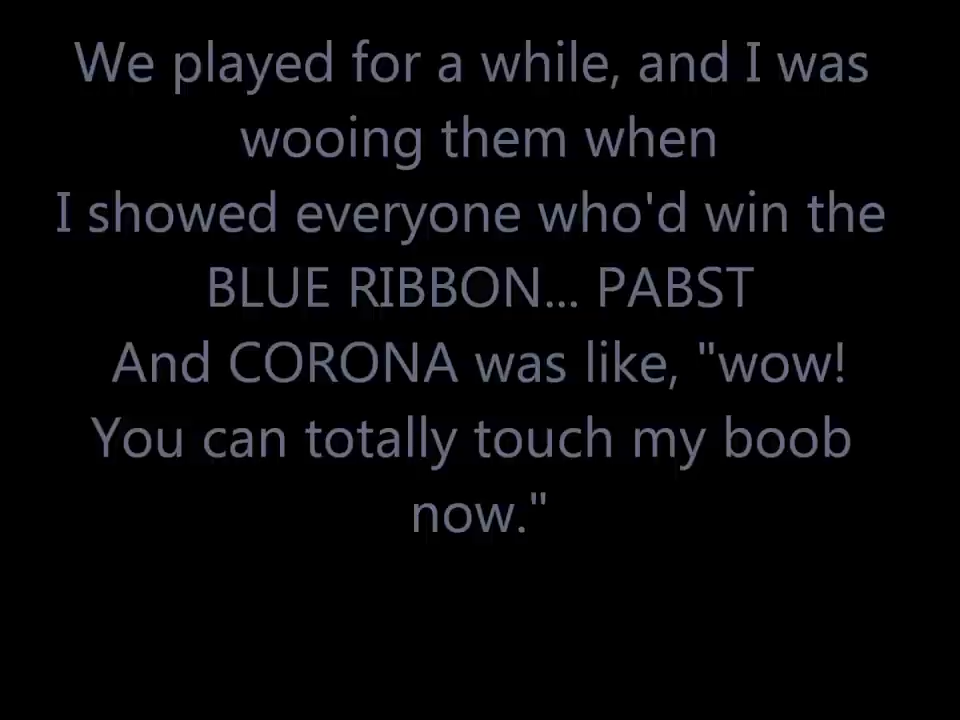 We played for a while, and I was
wooing them when
I showed everyone who'd win the
BLUE RIBBON... PABST
And CORONA was like, "wow!
You can totally touch my boob
now."